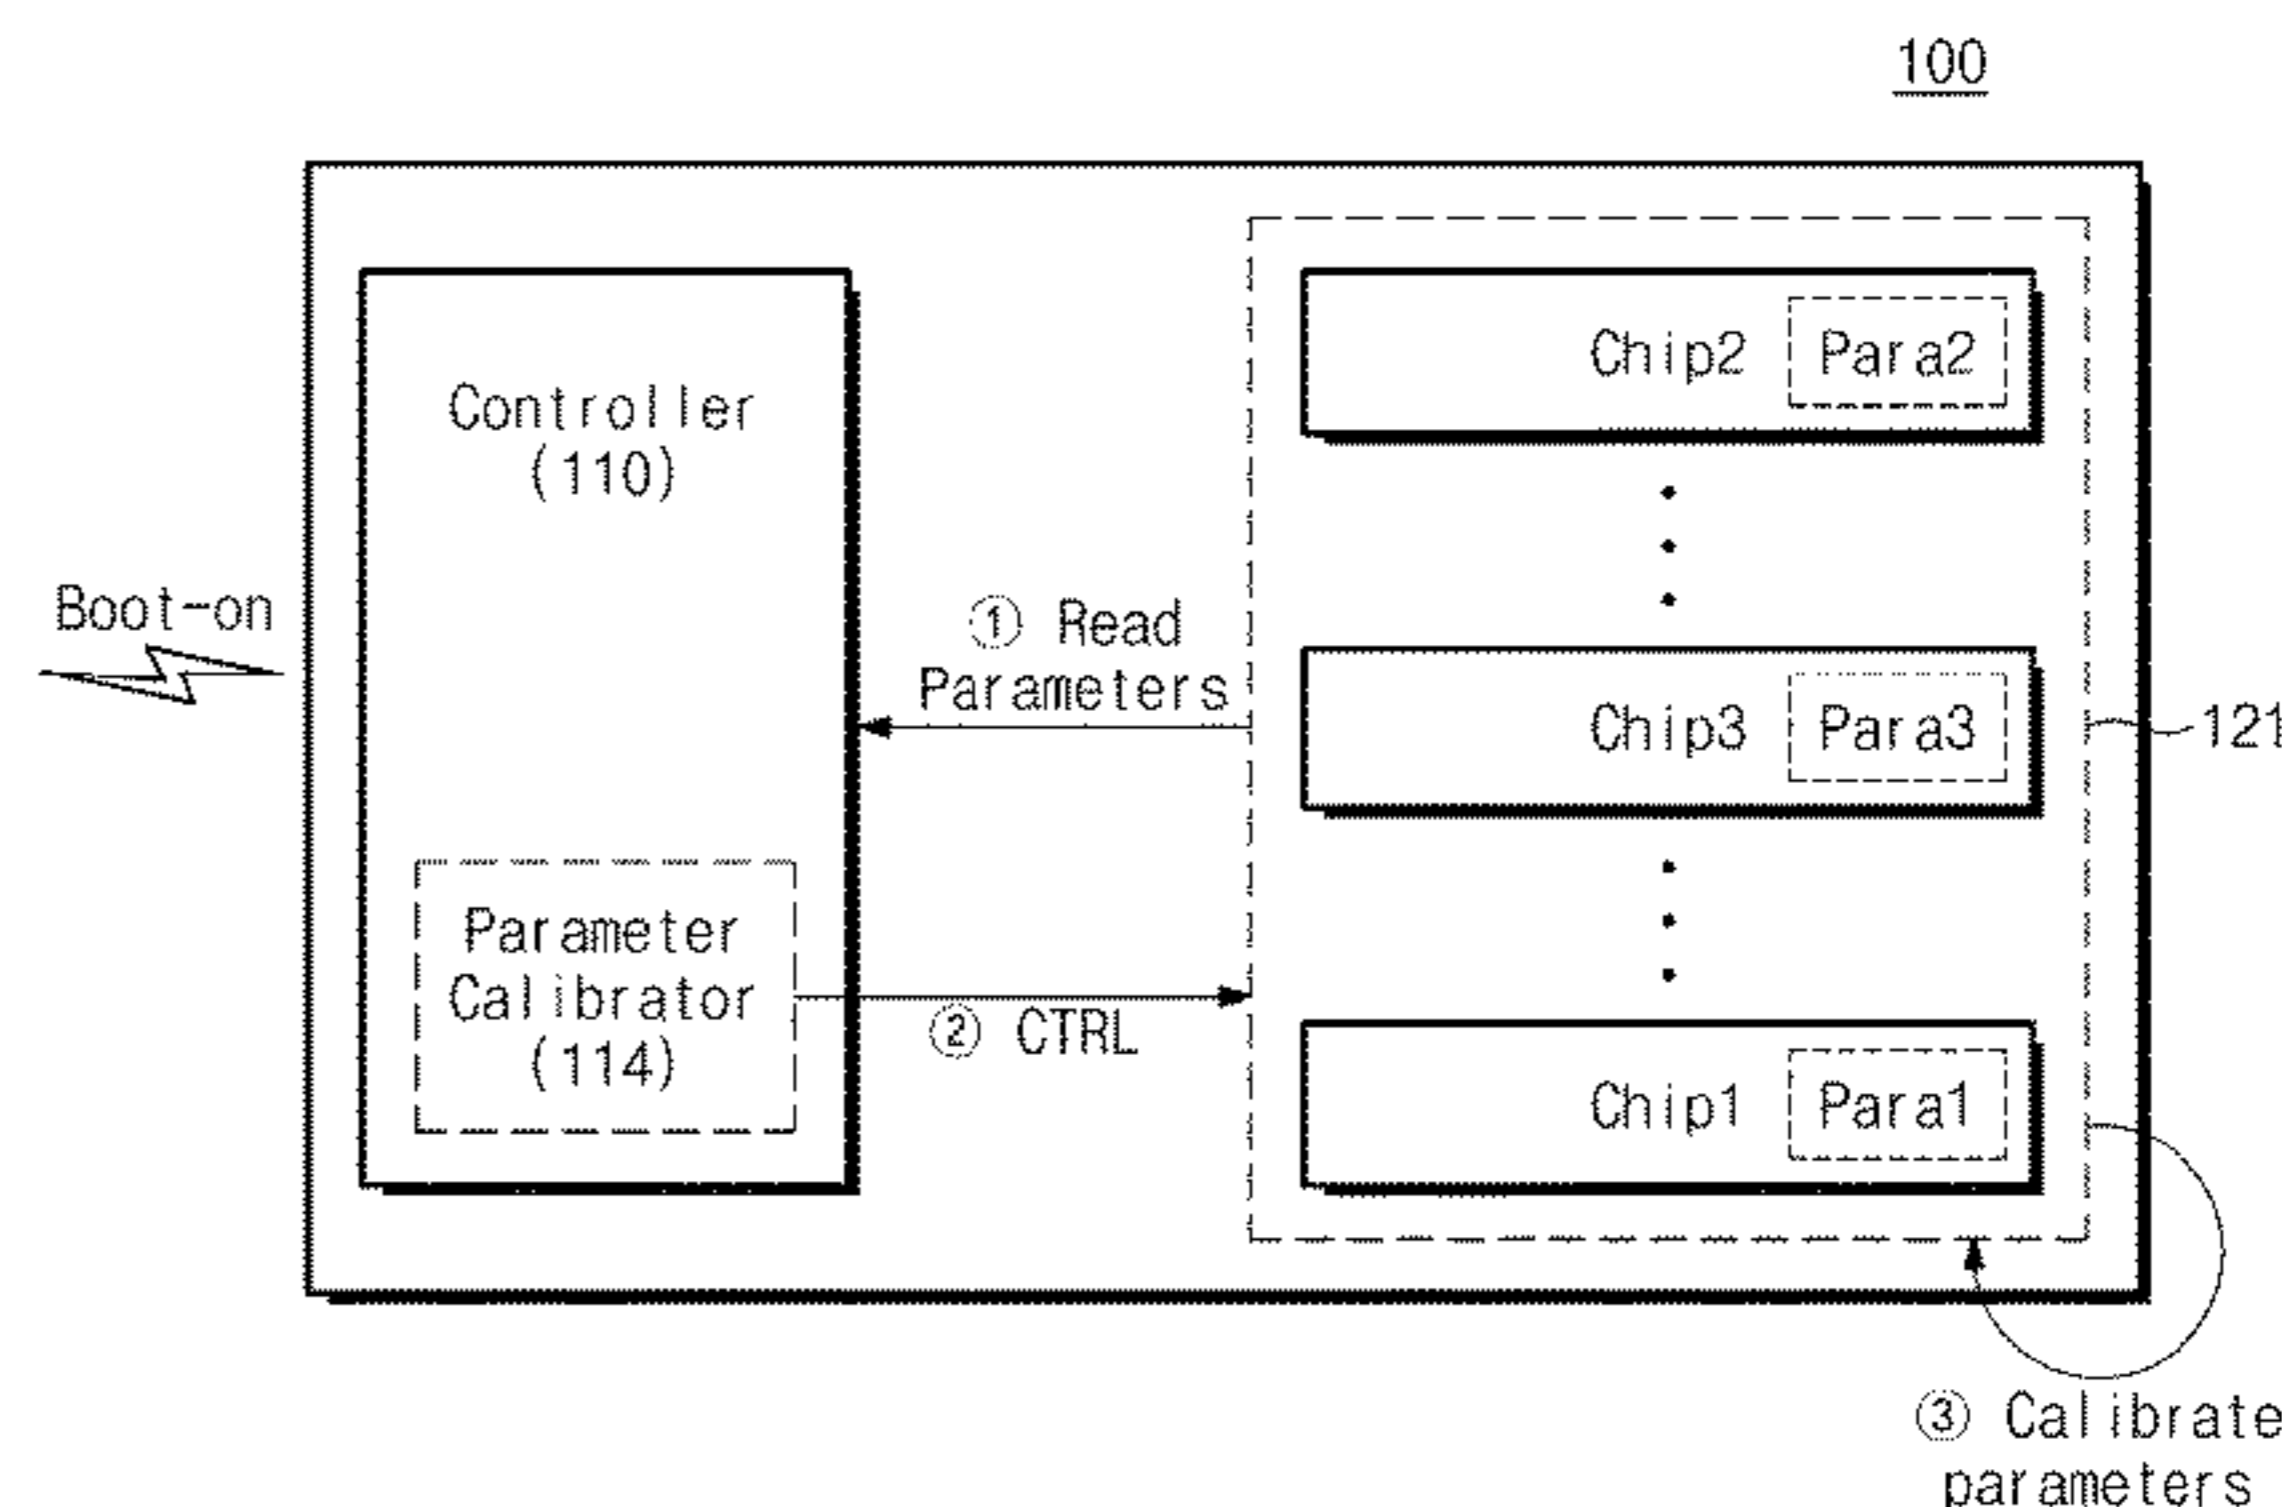 100
Boot-on
Controller
(110)
Parameter
Calibrator
(114)
① Read
Parameters
② CTRL
Chip2
Para2
Chip3
Para3
121
Chip1
Para1
③ Calibrate
parameters